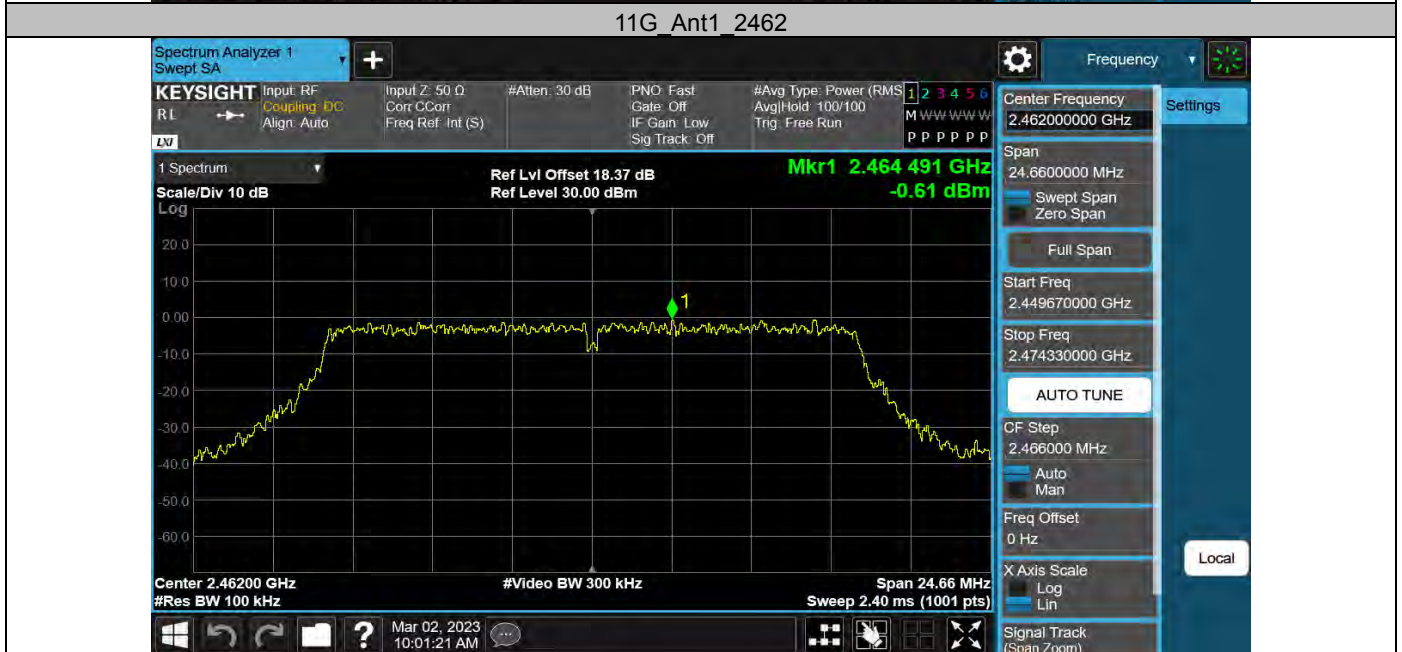 11G_Ant1_2462
Spectrum Analyzer 1
Swept SA
Frequency
KEYSIGHT
RL
LXI
Input: RF
Coupling: DC
Align: Auto
Input Z: 50 Ω
Corr CCorr
Freq Ref: Int (S)
#Atten: 30 dB
PNO: Fast
Gate: Off
IF Gain: Low
Sig Track: Off
#Avg Type: Power (RMS
Avg|Hold: 100/100
Trig: Free Run
1 2 3 4 5 6
M W W W W W
P P P P P P
1 Spectrum
Scale/Div 10 dB
Ref Lvl Offset 18.37 dB
Ref Level 30.00 dBm
Mkr1 2.464 491 GHz
-0.61 dBm
Log
20.0
10.0
0.00
-10.0
-20.0
-30.0
-40.0
-50.0
-60.0
1
Center 2.46200 GHz
#Res BW 100 kHz
#Video BW 300 kHz
Span 24.66 MHz
Sweep 2.40 ms (1001 pts)
Mar 02, 2023
10:01:21 AM
Center Frequency
2.462000000 GHz
Settings
Span
24.6600000 MHz
Swept Span
Zero Span
Full Span
Start Freq
2.449670000 GHz
Stop Freq
2.474330000 GHz
AUTO TUNE
CF Step
2.466000 MHz
Auto
Man
Freq Offset
0 Hz
X Axis Scale
Log
Lin
Local
Signal Track
(Span Zoom)